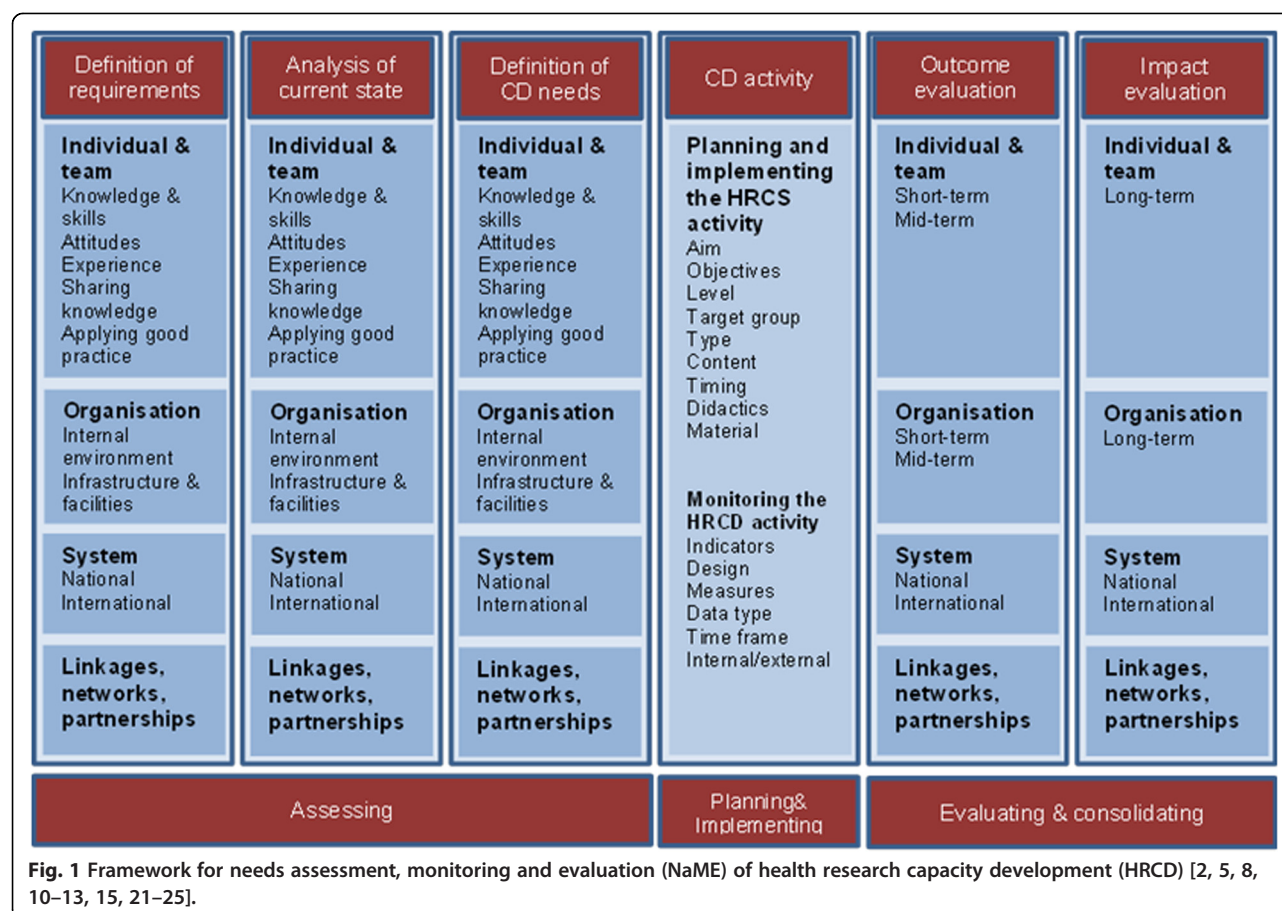 Definition of
requirements
Individual &
team
Knowledge &
skills
Attitudes
Experience
Sharing
knowledge
Applying good
practice
Organisation
Internal
environment
Infrastructure &
facilities
System
National
International
Linkages,
networks,
partnerships
Analysis of
current state
Individual &
team
Knowledge &
skills
Attitudes
Experience
Sharing
knowledge
Applying good
practice
Organisation
Internal
environment
Infrastructure &
facilities
System
National
International
Linkages,
networks,
partnerships
Definition of
CD needs
Individual &
team
Knowledge &
skills
Attitudes
Experience
Sharing
knowledge
Applying good
practice
Organisation
Internal
environment
Infrastructure &
facilities
System
National
International
Linkages,
networks,
partnerships
CD activity
Planning and
implementing
the HRCS
activity
Aim
Objectives
Level
Target group
Type
Content
Timing
Didactics
Material
Monitoring the
HRCD activity
Indicators
Design
Measures
Data type
Time frame
Internal/external
Outcome
evaluation
Individual &
team
Short-term
Mid-term
Organisation
Short-term
Mid-term
System
National
International
Linkages,
networks,
partnerships
Impact
evaluation
Individual &
team
Long-term
Organisation
Long-term
System
National
International
Linkages,
networks,
partnerships
Assessing
Planning&
Implementing
Evaluating & consolidating
Fig. 1 Framework for needs assessment, monitoring and evaluation (NaME) of health research capacity development (HRCD) [2, 5, 8,
10–13, 15, 21–25].